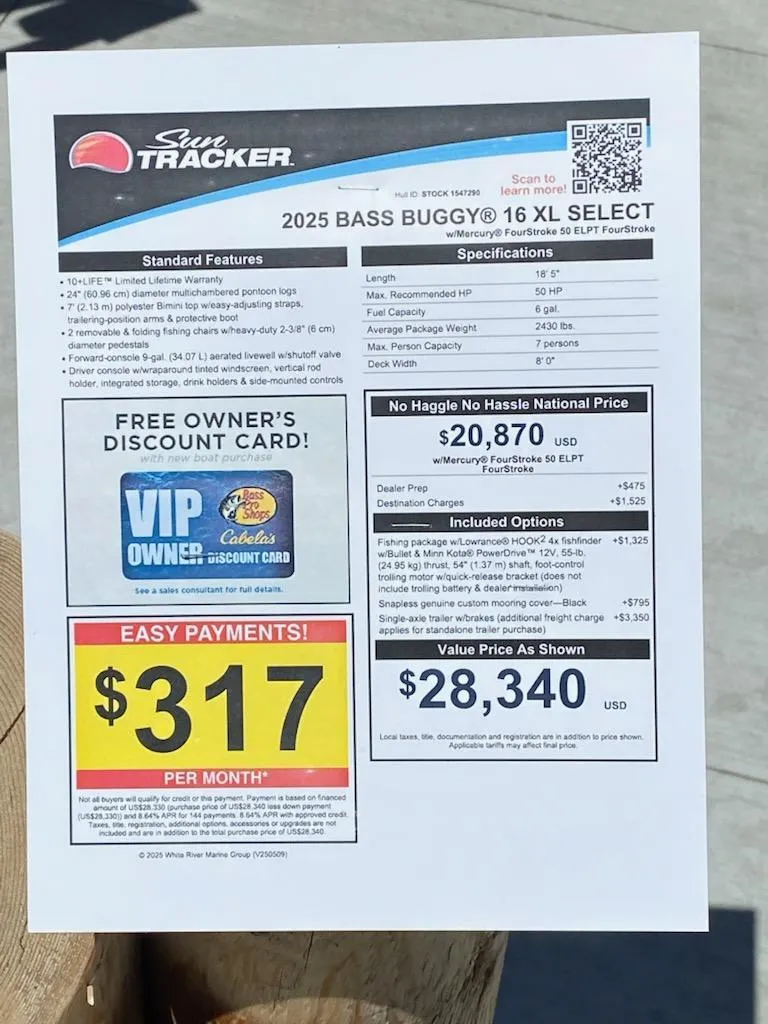 Sun
TRACKER
Scan to
learn more!
Hull ID: STOCK 1547290
2025 BASS BUGGY® 16 XL SELECT
w/Mercury® FourStroke 50 ELPT FourStroke
Standard Features
• 10+LIFE™ Limited Lifetime Warranty
• 24" (60.96 cm) diameter multichambered pontoon logs
• 7' (2.13 m) polyester Bimini top w/easy-adjusting straps,
trailering-position arms & protective boot
• 2 removable & folding fishing chairs w/heavy-duty 2-3/8" (6 cm)
diameter pedestals
• Forward-console 9-gal. (34.07 L) aerated livewell w/shutoff valve
• Driver console w/wraparound tinted windscreen, vertical rod
holder, integrated storage, drink holders & side-mounted controls
Specifications
Length 18' 5"
Max. Recommended HP 50 HP
Fuel Capacity 6 gal.
Average Package Weight 2430 lbs.
Max. Person Capacity 7 persons
Deck Width 8' 0"
FREE OWNER'S
DISCOUNT CARD!
with new boat purchase
VIP
Bass
Pro
Shops
Cabela's
OWNER DISCOUNT CARD
See a sales consultant for full details.
EASY PAYMENTS!
$317
PER MONTH*
Not all buyers will qualify for credit or this payment. Payment is based on financed
amount of US$28,330 (purchase price of US$28,340 less down payment
(US$28,330)) and 8.64% APR for 144 payments. 8.64% APR with approved credit.
Taxes, title, registration, additional options, accessories or upgrades are not
included and are in addition to the total purchase price of US$28,340.
© 2025 White River Marine Group (V250509)
No Haggle No Hassle National Price
$20,870 USD
w/Mercury® FourStroke 50 ELPT
FourStroke
Dealer Prep +$475
Destination Charges +$1,525
Included Options
Fishing package w/Lowrance® HOOK² 4x fishfinder +$1,325
w/Bullet & Minn Kota® PowerDrive™ 12V, 55-lb.
(24.95 kg) thrust, 54" (1.37 m) shaft, foot-control
trolling motor w/quick-release bracket (does not
include trolling battery & dealer installation)
Snapless genuine custom mooring cover—Black +$795
Single-axle trailer w/brakes (additional freight charge +$3,350
applies for standalone trailer purchase)
Value Price As Shown
$28,340 USD
Local taxes, title, documentation and registration are in addition to price shown.
Applicable tariffs may affect final price.